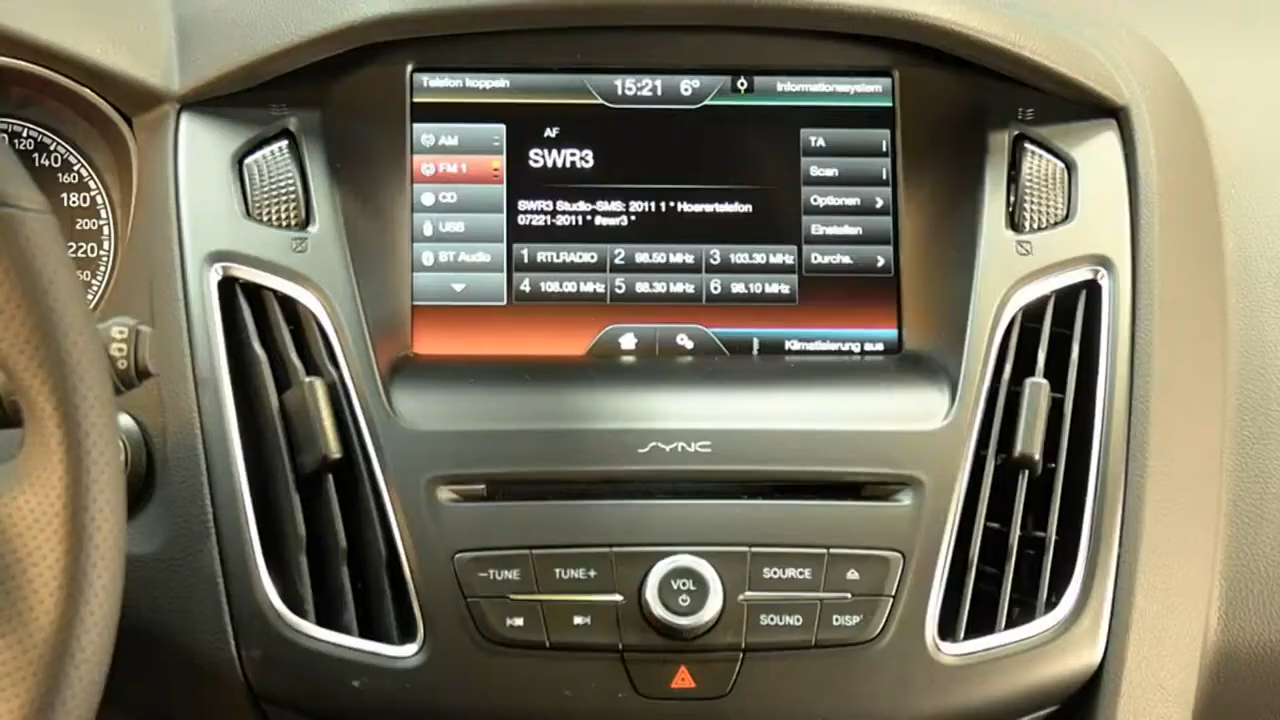 Telefon koppeln
15:21 6°
Informationssystem
AM
FM 1
CD
USB
BT Audio
AF
SWR3
SWR3 Studio-SMS: 2011 1 * Hoerertelefon
07221-2011 * #swr3 *
1 RTLRADIO 2 98.50 MHz 3 103.30 MHz
4 108.00 MHz 5 88.30 MHz 6 98.10 MHz
TA
Scan
Optionen
Einstellen
Durchs.
Klimatisierung aus
120
140
160
180
200
220
SYNC
−TUNE TUNE+
VOL
SOURCE
SOUND DISP